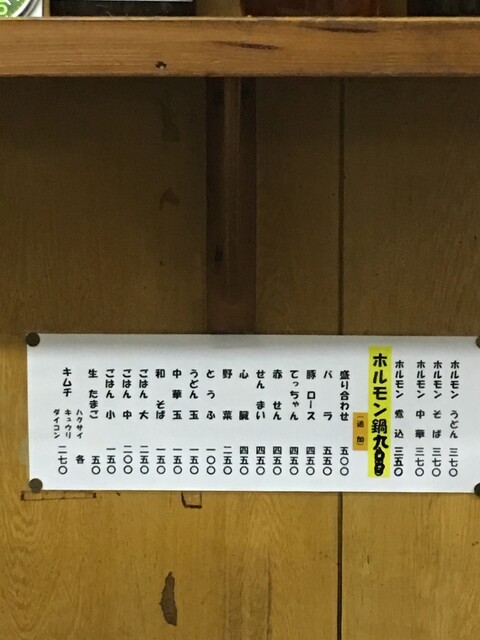 ホルモン うどん 三七〇
ホルモン そば 三七〇
ホルモン 中華 三七〇
ホルモン 煮込 三五〇
ホルモン鍋九〇〇
(追加)
盛り合わせ 五〇〇
バラ 五五〇
豚ロース 四五〇
てっちゃん 四五〇
赤せん 四五〇
せんまい 四五〇
心臓 四五〇
野菜 二五〇
とうふ 一〇〇
うどん玉 一五〇
中華玉 一五〇
和そば 一五〇
ごはん 大 二五〇
ごはん 中 二〇〇
ごはん 小 一五〇
生たまご 五〇
キムチ ハクサイ キュウリ ダイコン 各 二七〇